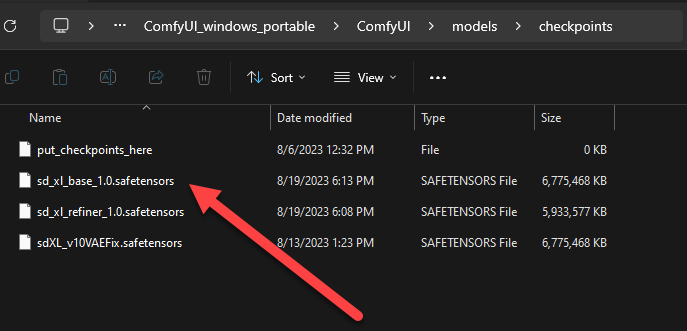 ComfyUI_windows_portable > ComfyUI > models > checkpoints >
Sort View
Name Date modified Type Size
put_checkpoints_here 8/6/2023 12:32 PM File 0 KB
sd_xl_base_1.0.safetensors 8/19/2023 6:13 PM SAFETENSORS File 6,775,468 KB
sd_xl_refiner_1.0.safetensors 8/19/2023 6:08 PM SAFETENSORS File 5,933,577 KB
sdXL_v10VAEFix.safetensors 8/13/2023 1:23 PM SAFETENSORS File 6,775,468 KB